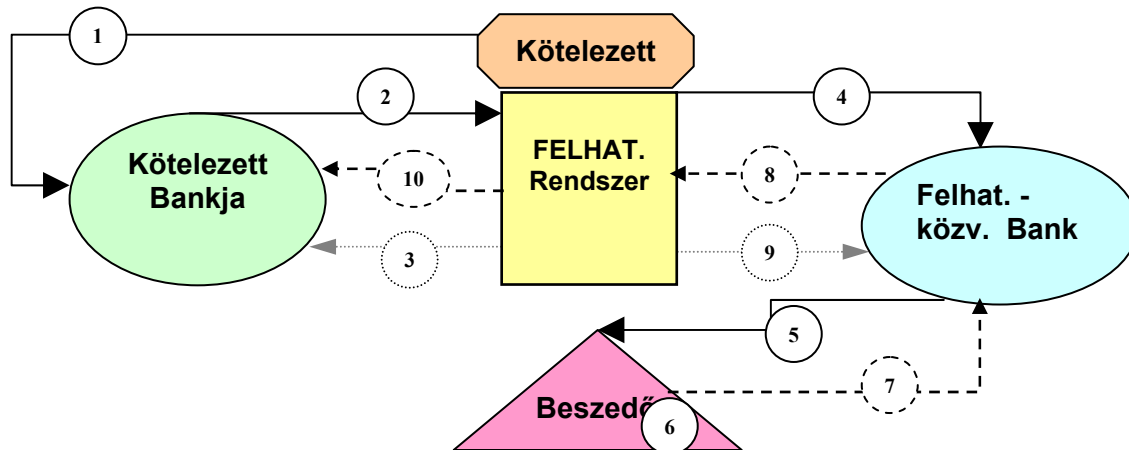 1
Kötelezett
2
4
Kötelezett
Bankja
FELHAT.
Rendszer
10
8
Felhat. -
közv. Bank
3
9
5
Beszedő
6
7